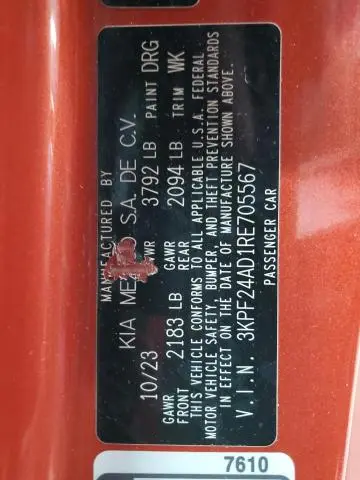 MANUFACTURED BY
KIA MEXICO S.A. DE C.V.
10/23 GVWR 3792 LB PAINT DRG
GAWR FRONT 2183 LB GAWR REAR 2094 LB TRIM WK
THIS VEHICLE CONFORMS TO ALL APPLICABLE U.S.A. FEDERAL
MOTOR VEHICLE SAFETY, BUMPER, AND THEFT PREVENTION STANDARDS
IN EFFECT ON THE DATE OF MANUFACTURE SHOWN ABOVE.
V.I.N. 3KPF24AD1RE705567
PASSENGER CAR
7610